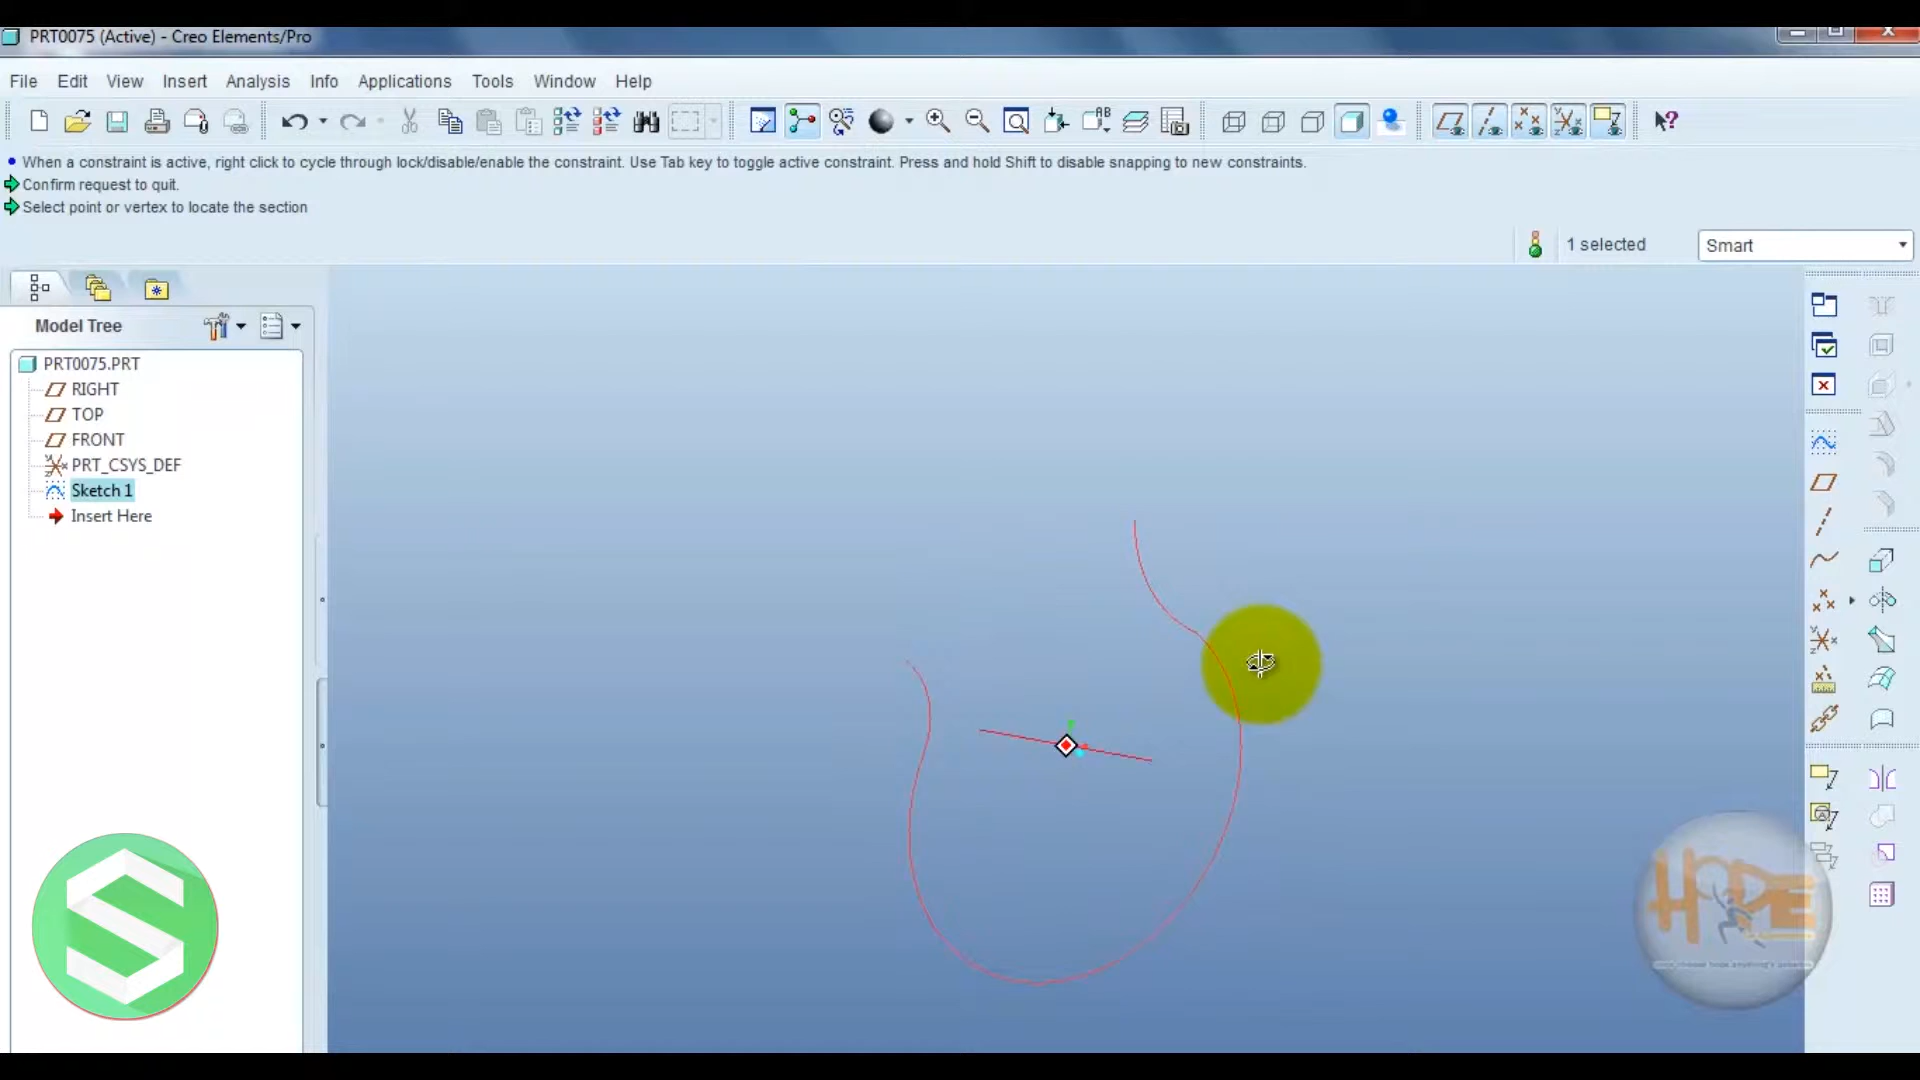 PRT0075 (Active) - Creo Elements/Pro
File Edit View Insert Analysis Info Applications Tools Window Help
When a constraint is active, right click to cycle through lock/disable/enable the constraint. Use Tab key to toggle active constraint. Press and hold Shift to disable snapping to new constraints.
Confirm request to quit.
Select point or vertex to locate the section
1 selected
Smart
Model Tree
PRT0075.PRT
RIGHT
TOP
FRONT
PRT_CSYS_DEF
Sketch 1
Insert Here
HOPE